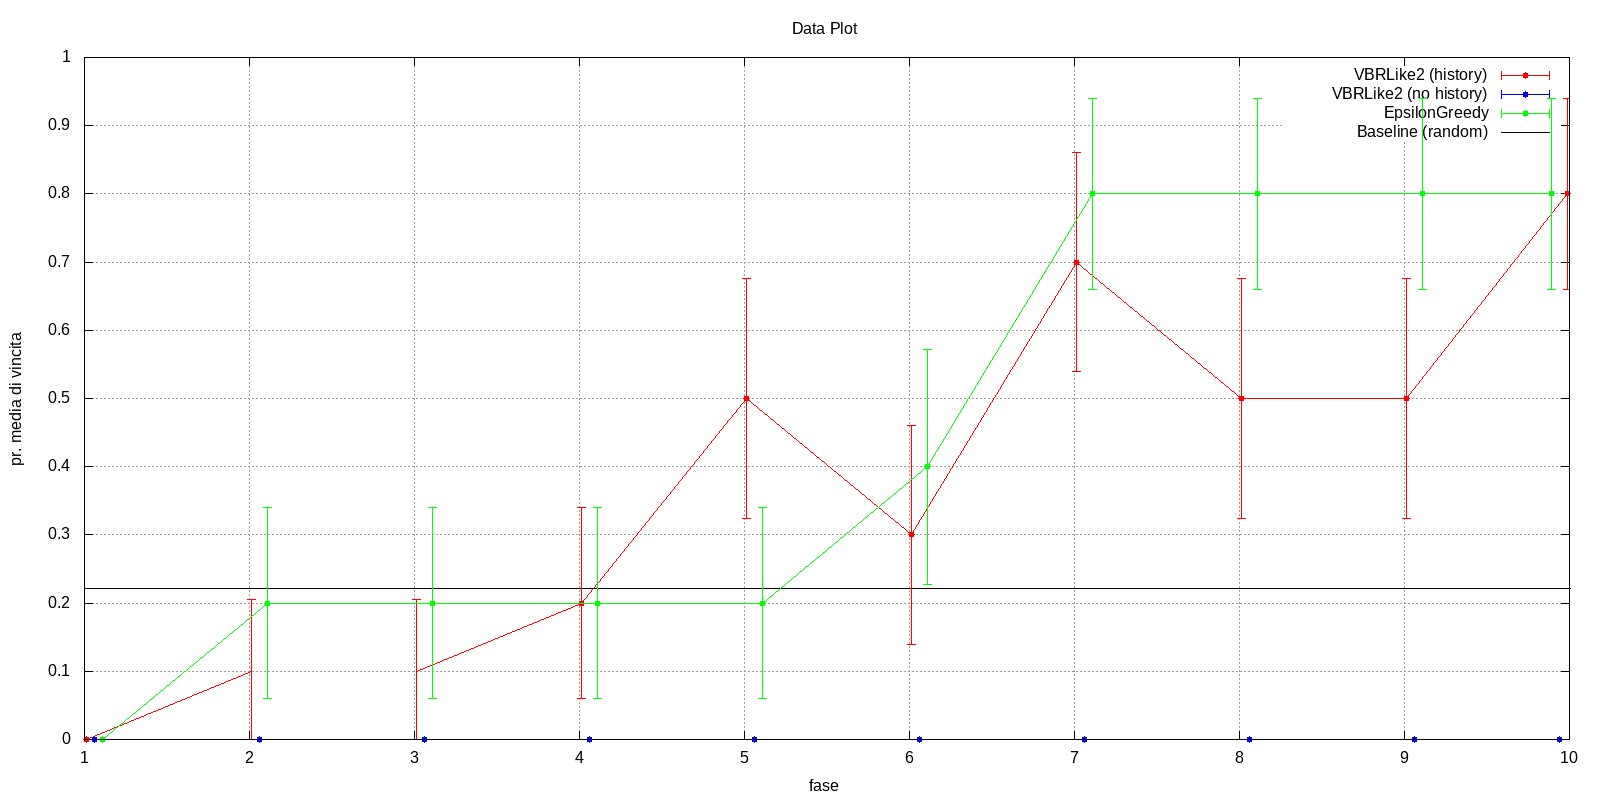 Data Plot
1
0.9
0.8
0.7
0.6
0.5
0.4
0.3
0.2
0.1
0
pr. media di vincita
VBRLike2 (history)
VBRLike2 (no history)
EpsilonGreedy
Baseline (random)
1 2 3 4 5 6 7 8 9 10
fase